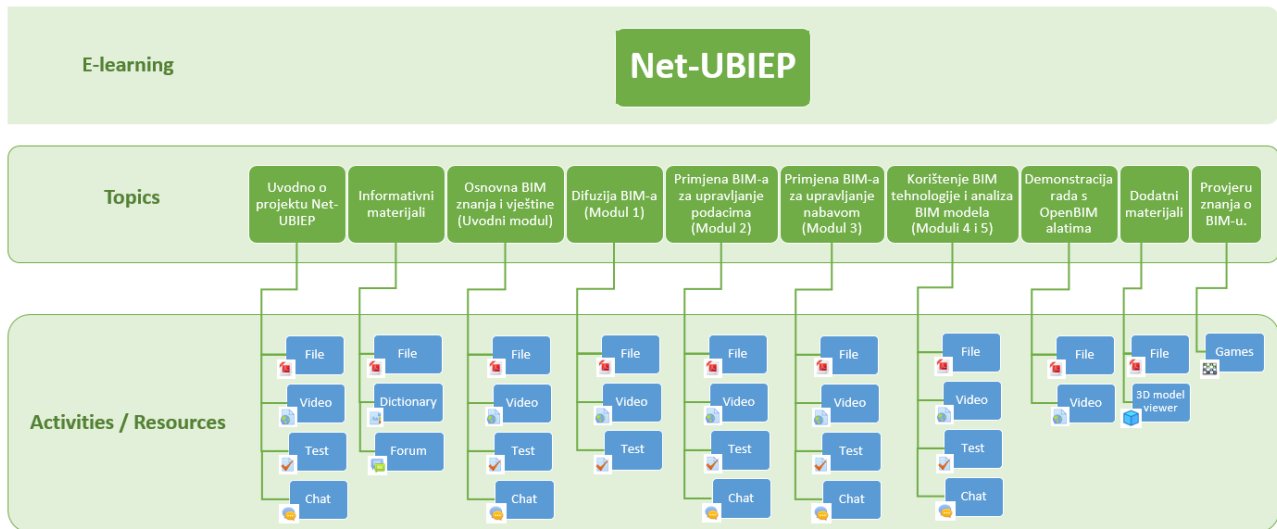 E-learning
Net-UBIEP
Topics
Uvodno o
projektu Net-
UBIEP
Informativni
materijali
Osnovna BIM
znanja i vještine
(Uvodni modul)
Difuzija BIM-a
(Modul 1)
Primjena BIM-a
za upravljanje
podacima
(Modul 2)
Primjena BIM-a
za upravljanje
nabavom
(Modul 3)
Korištenje BIM
tehnologije i analiza
BIM modela
(Moduli 4 i 5)
Demonstracija
rada s
OpenBIM
alatima
Dodatni
materijali
Provjeru
znanja o
BIM-u.
Activities / Resources
File
Video
Test
Chat
File
Dictionary
Forum
File
Video
Test
Chat
File
Video
Test
File
Video
Test
Chat
File
Video
Test
Chat
File
Video
Test
Chat
File
Video
File
3D model
viewer
Games